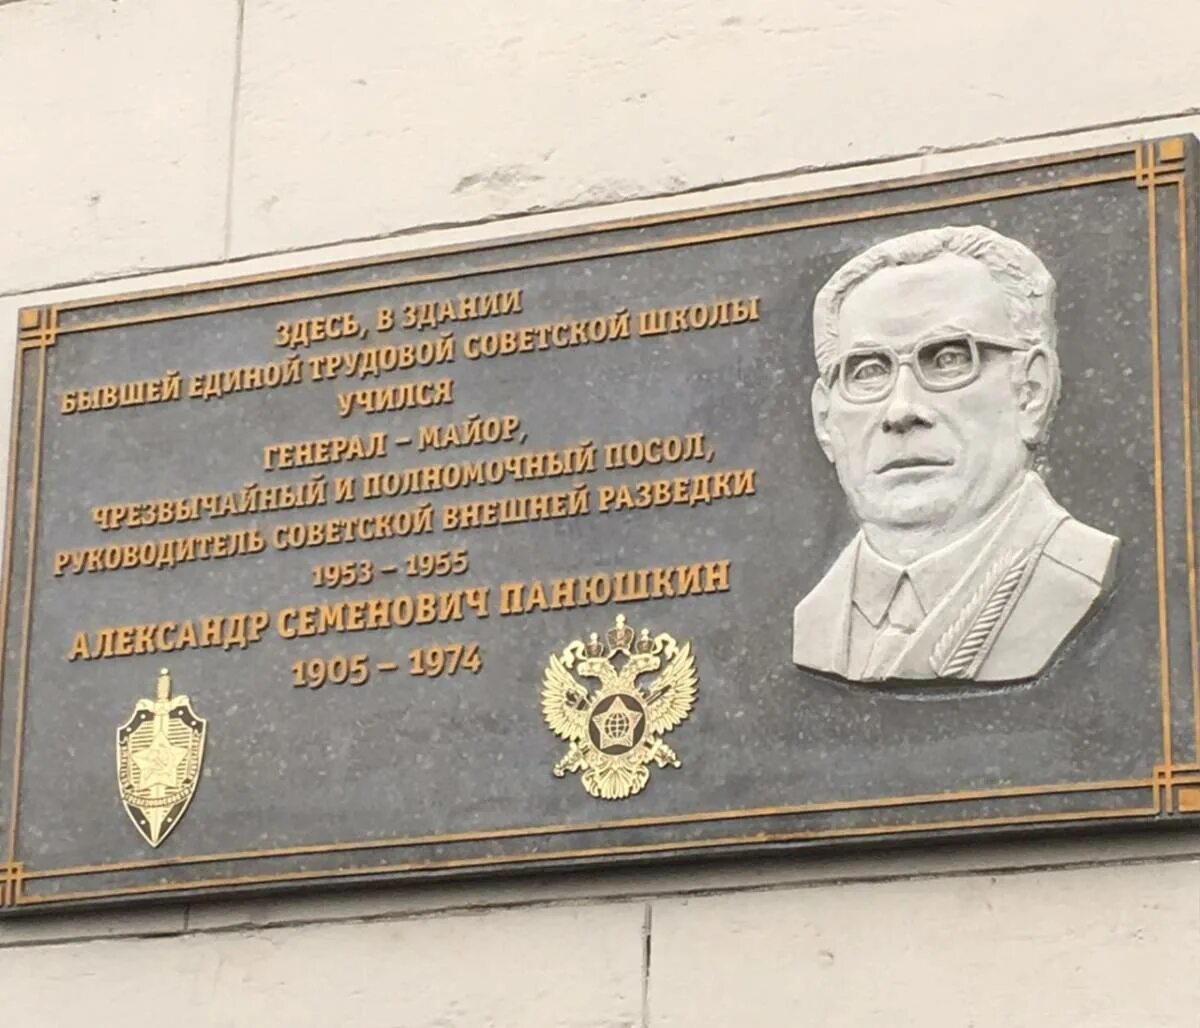 ЗДЕСЬ, В ЗДАНИИ
БЫВШЕЙ ЕДИНОЙ ТРУДОВОЙ СОВЕТСКОЙ ШКОЛЫ
УЧИЛСЯ
ГЕНЕРАЛ – МАЙОР,
ЧРЕЗВЫЧАЙНЫЙ И ПОЛНОМОЧНЫЙ ПОСОЛ,
РУКОВОДИТЕЛЬ СОВЕТСКОЙ ВНЕШНЕЙ РАЗВЕДКИ
1953 – 1955
АЛЕКСАНДР СЕМЕНОВИЧ ПАНЮШКИН
1905 – 1974